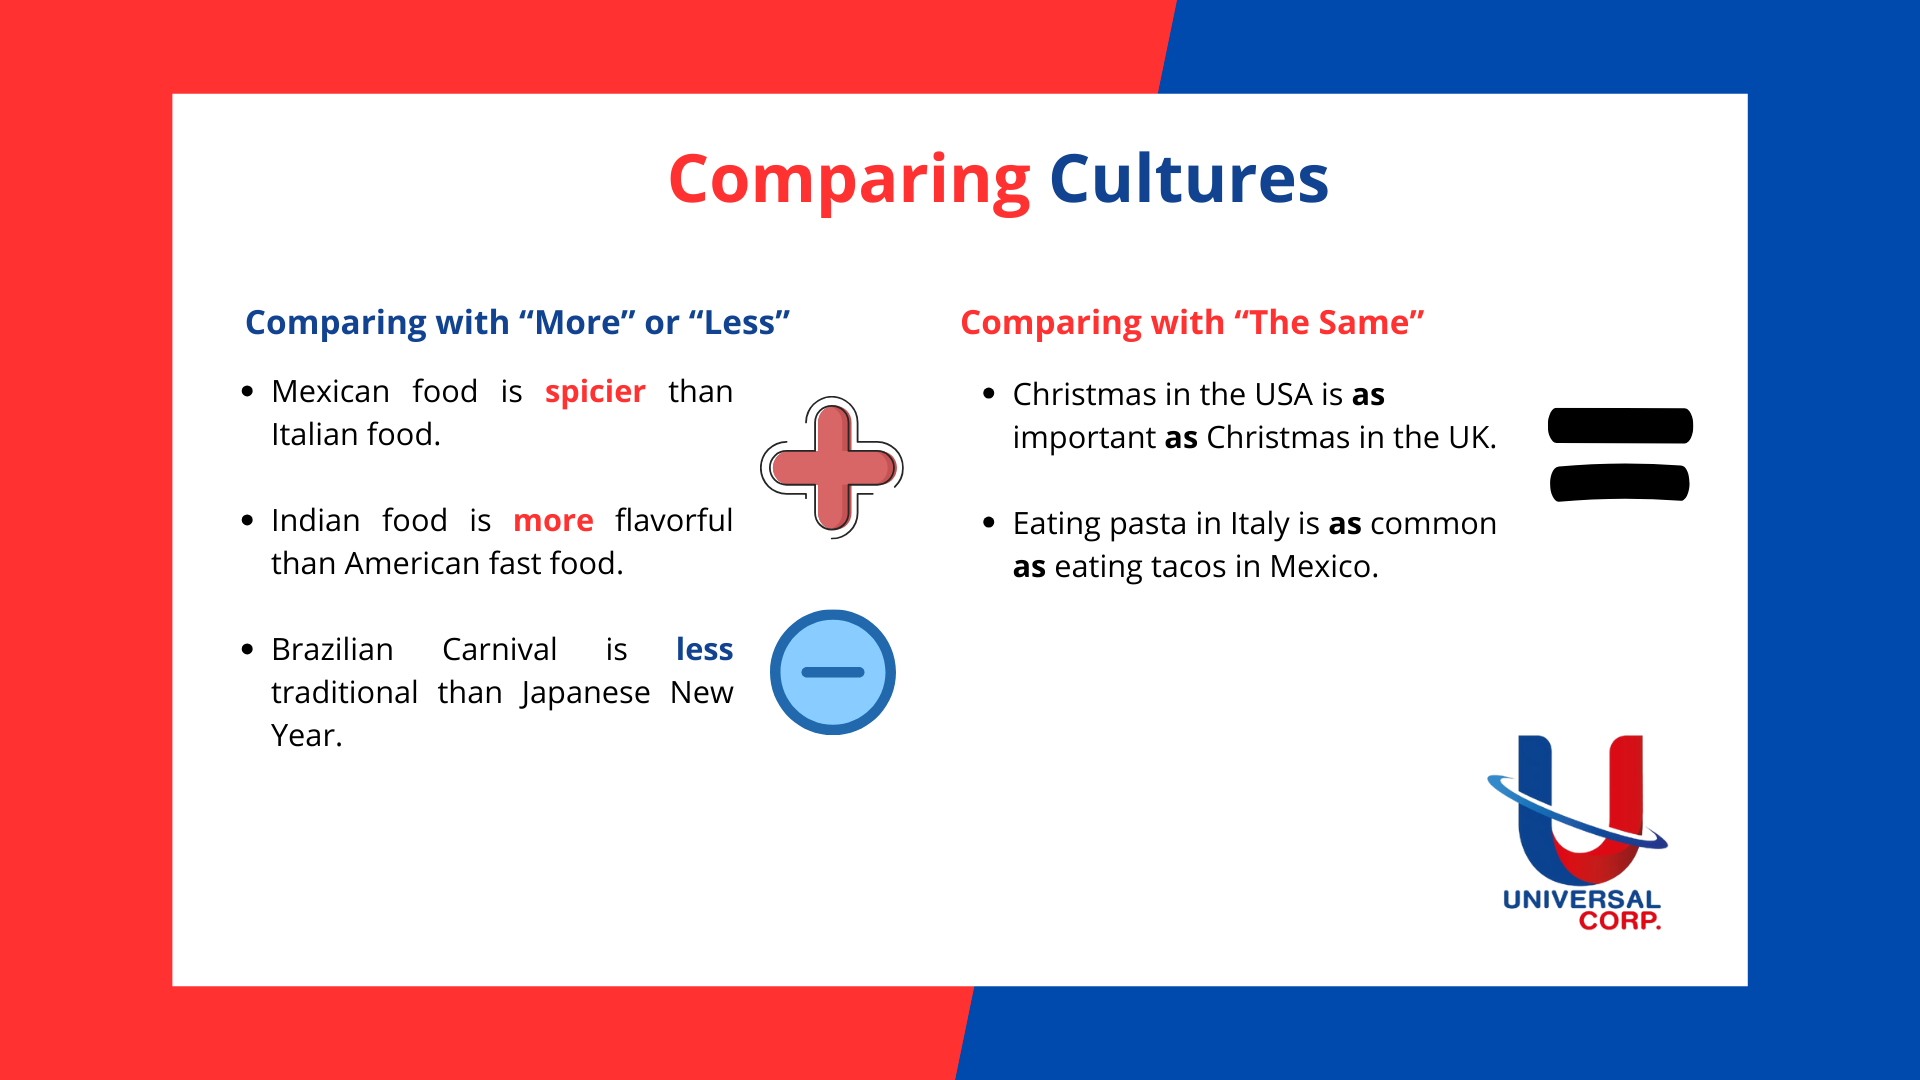 Comparing Cultures
Comparing with “More” or “Less”
Mexican food is spicier than
Italian food.
Indian food is more flavorful
than American fast food.
Brazilian Carnival is less
traditional than Japanese New
Year.
Comparing with “The Same”
Christmas in the USA is as
important as Christmas in the UK.
Eating pasta in Italy is as common
as eating tacos in Mexico.
UNIVERSAL
CORP.